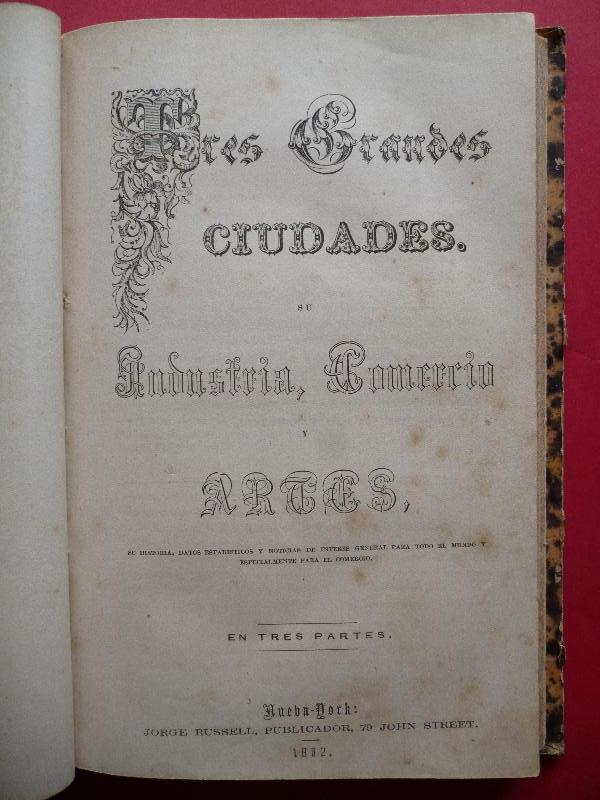 Tres Grandes
CIUDADES.
SU
Industria, Comercio
Y
ARTES,
SU HISTORIA, DATOS ESTADISTICOS Y NOTICIAS DE INTERES GENERAL PARA TODO EL MUNDO Y
ESPECIALMENTE PARA EL COMERCIO.
EN TRES PARTES.
Nueva-York:
JORGE RUSSELL, PUBLICADOR, 79 JOHN STREET.